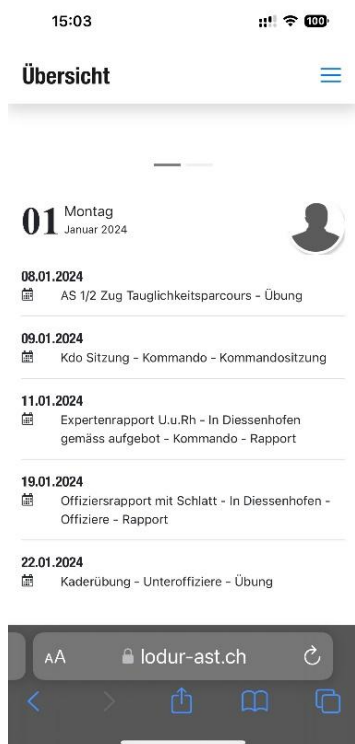 15:03
100
Übersicht
01
Montag
Januar 2024
08.01.2024
AS 1/2 Zug Tauglichkeitsparcours - Übung
09.01.2024
Kdo Sitzung - Kommando - Kommandositzung
11.01.2024
Expertenrapport U.u.Rh - In Diessenhofen
gemäss aufgebot - Kommando - Rapport
19.01.2024
Offiziersrapport mit Schlatt - In Diessenhofen -
Offiziere - Rapport
22.01.2024
Kaderübung - Unteroffiziere - Übung
AA
lodur-ast.ch